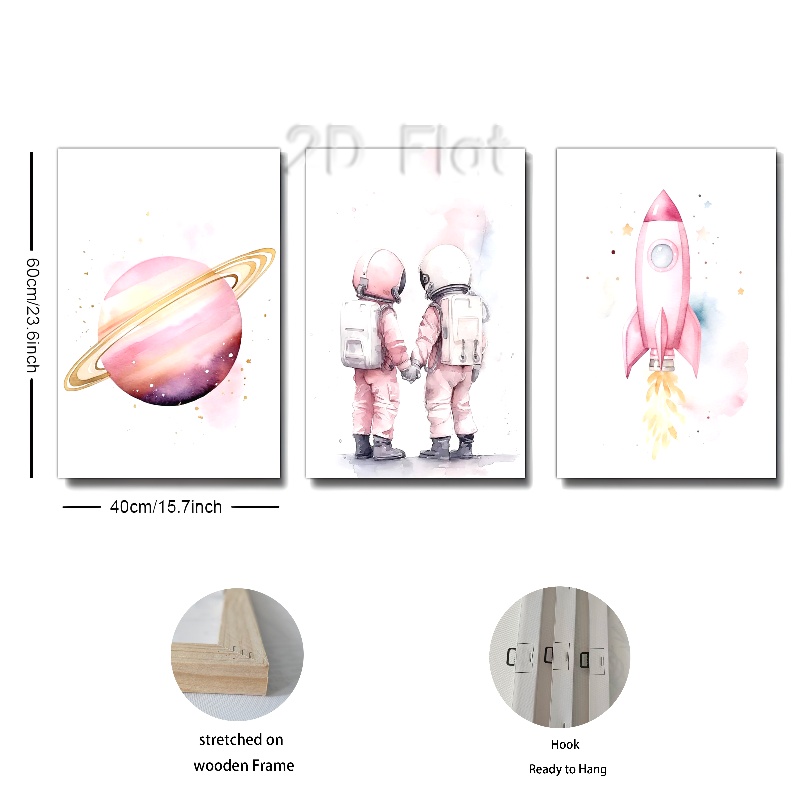 2D Flat
60cm/23.6inch
40cm/15.7inch
stretched on
wooden Frame
Hook
Ready to Hang